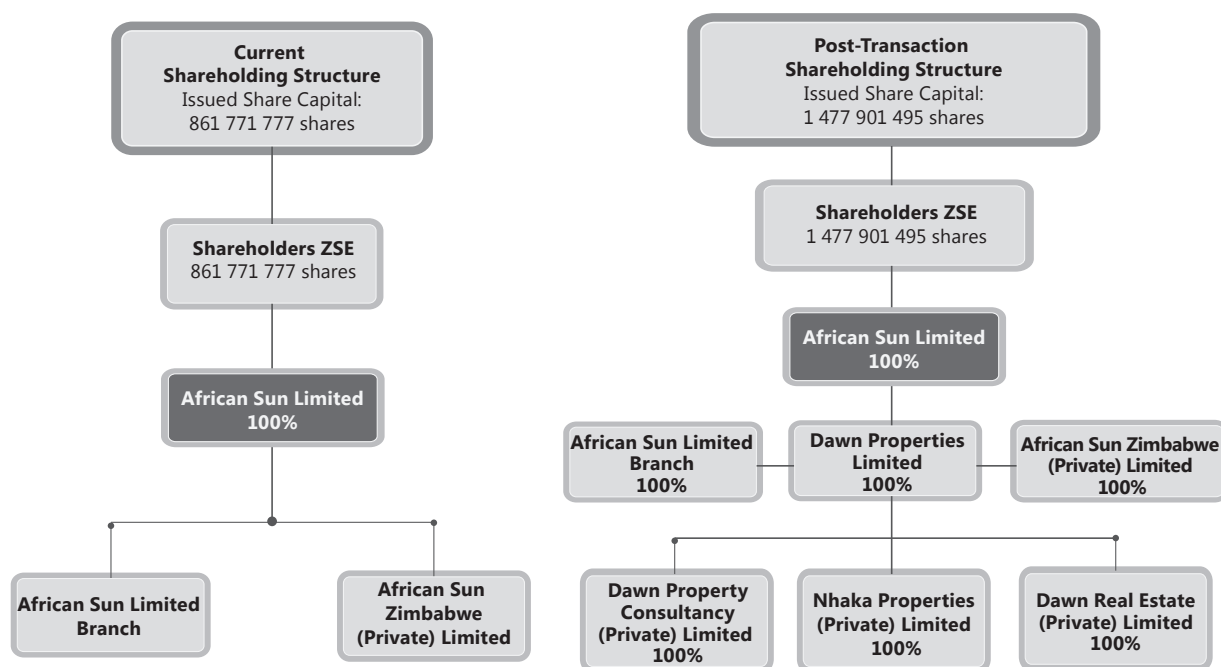 Current
Shareholding Structure
Issued Share Capital:
861 771 777 shares
Shareholders ZSE
861 771 777 shares
African Sun Limited
100%
African Sun Limited
Branch
African Sun
Zimbabwe
(Private) Limited
Post-Transaction
Shareholding Structure
Issued Share Capital:
1 477 901 495 shares
Shareholders ZSE
1 477 901 495 shares
African Sun Limited
100%
African Sun Limited
Branch
100%
Dawn Properties
Limited
100%
African Sun Zimbabwe
(Private) Limited
100%
Dawn Property
Consultancy
(Private) Limited
100%
Nhaka Properties
(Private) Limited
100%
Dawn Real Estate
(Private) Limited
100%